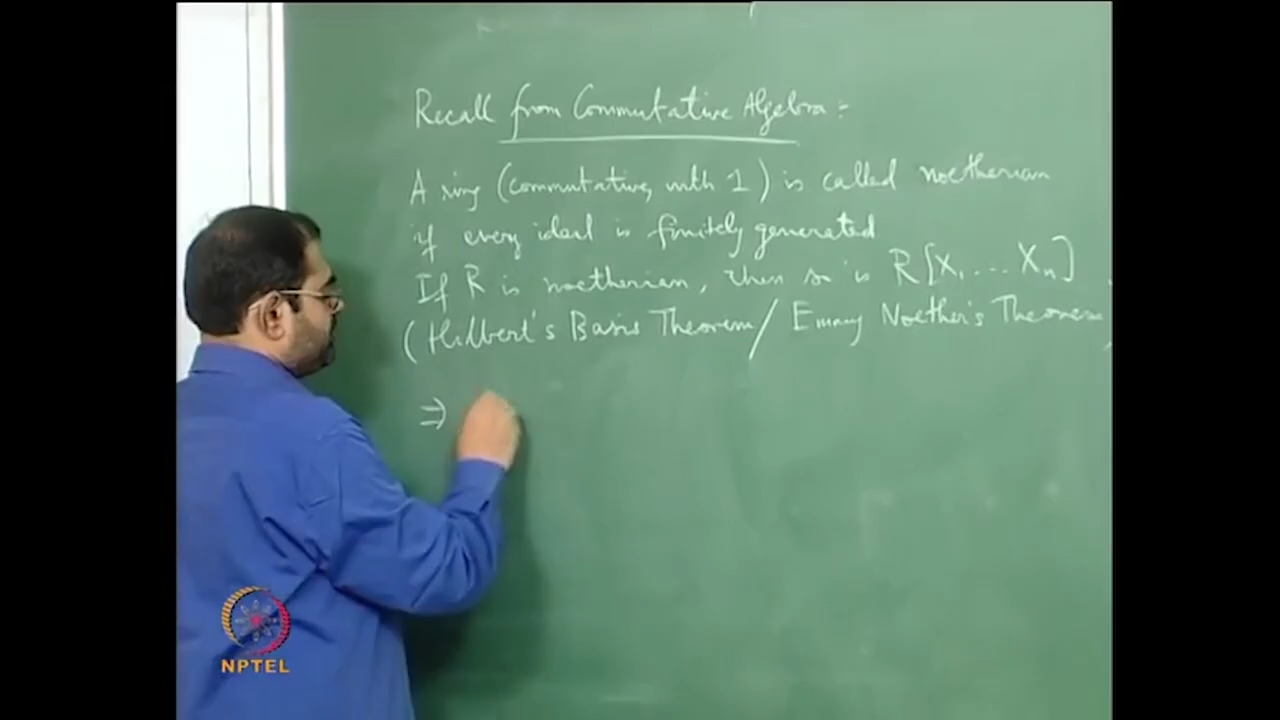 Recall from Commutative Algebra :
A ring (commutative, with 1) is called noetherian
if every ideal is finitely generated
If R is noetherian, then so is R[X₁ ... Xₙ]
(Hilbert's Basis Theorem / Emmy Noether's Theorem)
⇒
NPTEL